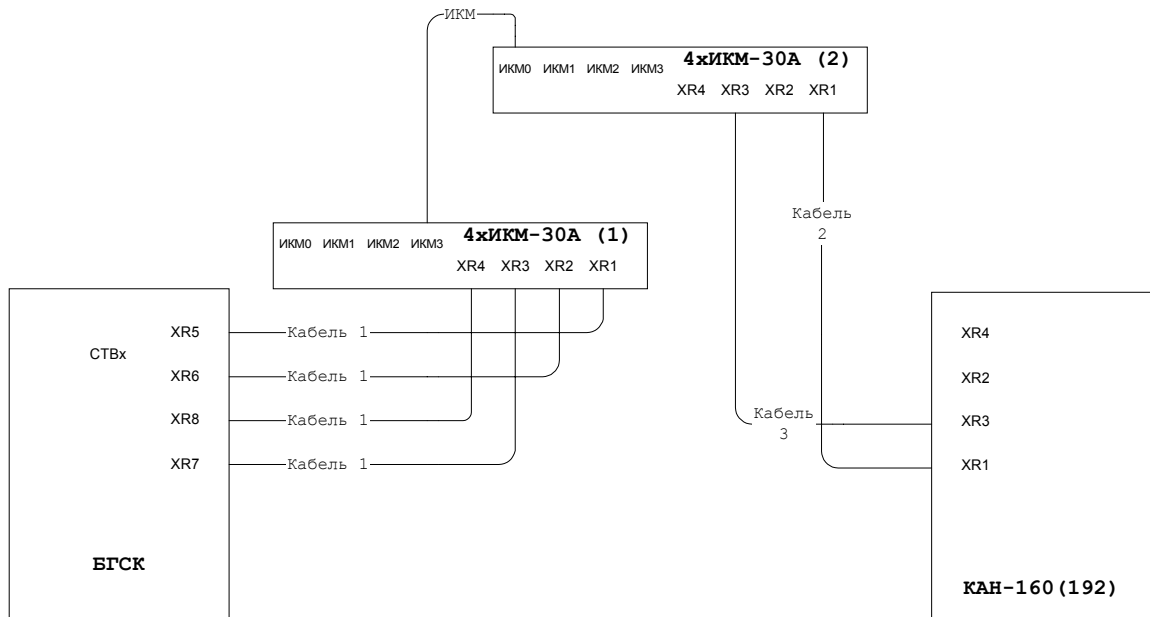 ИКМ
4хИКМ-30А (2)
ИКМ0 ИКМ1 ИКМ2 ИКМ3
XR4 XR3 XR2 XR1
Кабель
2
4хИКМ-30А (1)
ИКМ0 ИКМ1 ИКМ2 ИКМ3
XR4 XR3 XR2 XR1
XR5 Кабель 1
СТВх
XR6 Кабель 1
XR8 Кабель 1
XR7 Кабель 1
БГСК
Кабель
3
XR4
XR2
XR3
XR1
КАН-160(192)